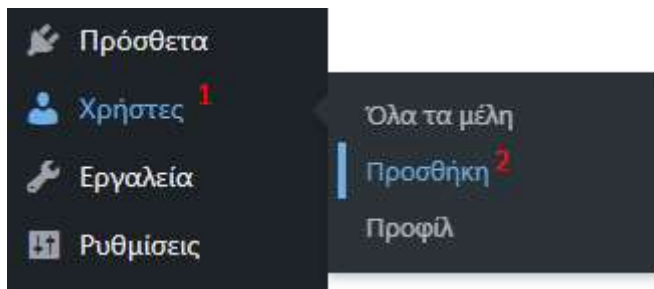 Πρόσθετα
Χρήστες 1
Εργαλεία
Ρυθμίσεις
Όλα τα μέλη
Προσθήκη 2
Προφίλ